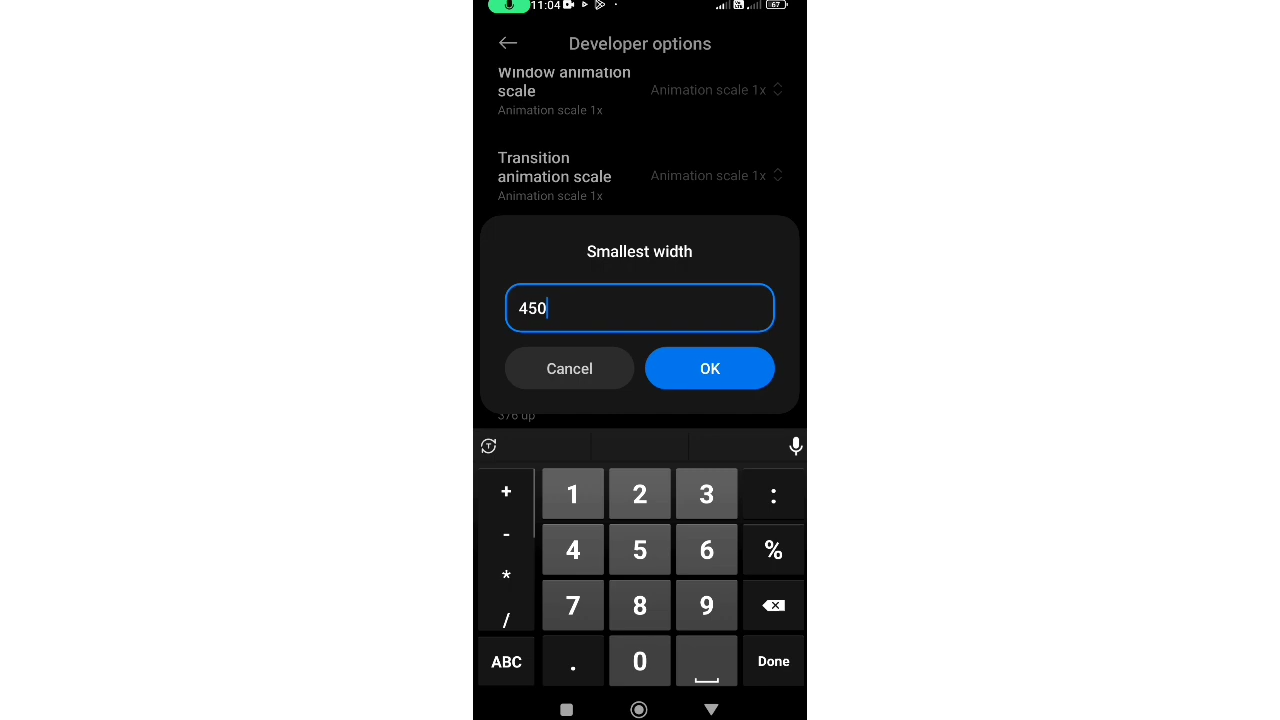 11:04 67
Developer options
Window animation
scale
Animation scale 1x
Animation scale 1x
Transition
animation scale
Animation scale 1x
Animation scale 1x
Smallest width
450
Cancel OK
376 dp
+ 1 2 3 :
- 4 5 6 %
* 7 8 9
/
ABC . 0 Done